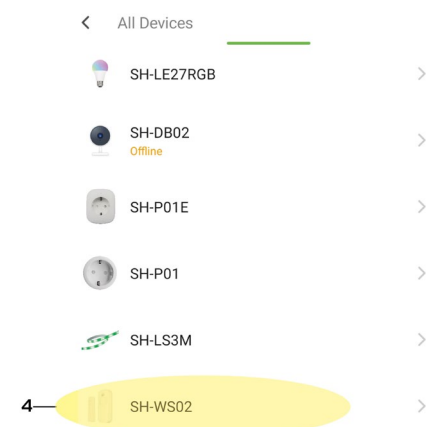 All Devices
SH-LE27RGB
SH-DB02
Offline
SH-P01E
SH-P01
SH-LS3M
4
SH-WS02